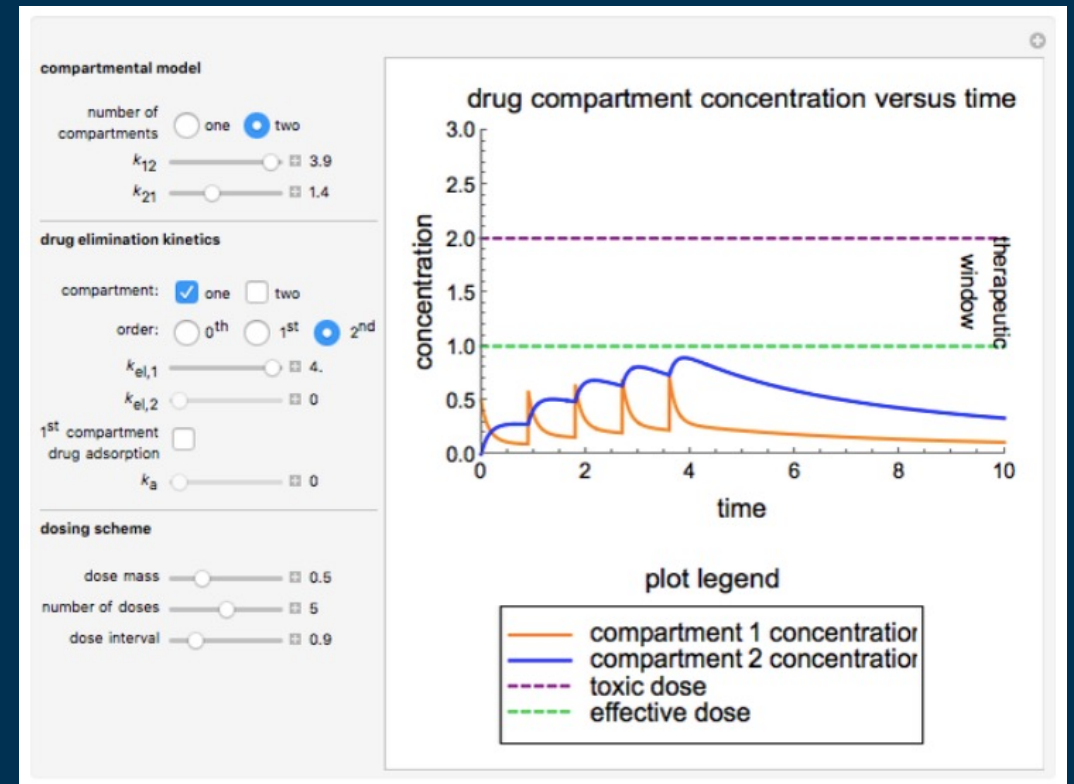 compartmental model
number of
compartments
one two
k12 3.9
k21 1.4
drug elimination kinetics
compartment: one two
order: 0th 1st 2nd
kel,1 4.
kel,2 0
1st compartment
drug adsorption
ka 0
dosing scheme
dose mass 0.5
number of doses 5
dose interval 0.9
drug compartment concentration versus time
3.0
2.5
2.0
1.5
1.0
0.5
0.0
concentration
therapeutic
window
0 2 4 6 8 10
time
plot legend
compartment 1 concentration
compartment 2 concentration
toxic dose
effective dose